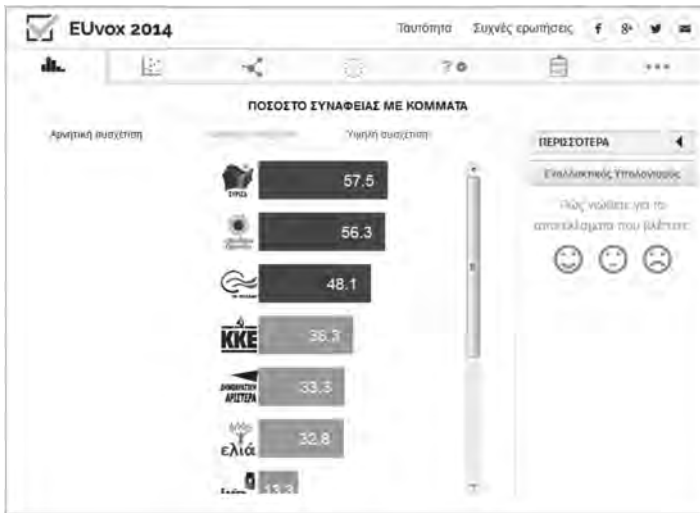 EUvox 2014
Ταυτότητα Συχνές ερωτήσεις
ΠΟΣΟΣΤΟ ΣΥΝΑΦΕΙΑΣ ΜΕ ΚΟΜΜΑΤΑ
Αρνητική συσχέτιση Υψηλή συσχέτιση
ΠΕΡΙΣΣΟΤΕΡΑ
Εναλλακτικός Υπολογισμός
Πώς νιώθετε για τα
αποτελέσματα που βλέπετε;
ΣΥΡΙΖΑ 57.5
56.3
48.1
ΚΚΕ 36.3
ΔΗΜΟΚΡΑΤΙΚΗ ΑΡΙΣΤΕΡΑ 33.3
ελιά 32.8
13.3